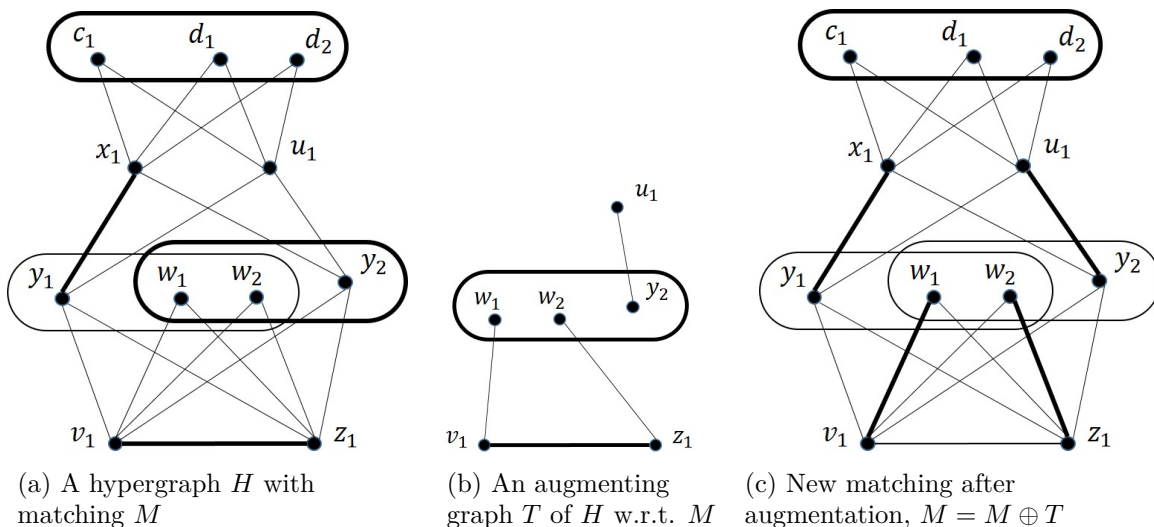 c₁ d₁ d₂
x₁ u₁
y₁ w₁ w₂ y₂
v₁ z₁
(a) A hypergraph H with
matching M
u₁
w₁ w₂ y₂
v₁ z₁
(b) An augmenting
graph T of H w.r.t. M
c₁ d₁ d₂
x₁ u₁
y₁ w₁ w₂ y₂
v₁ z₁
(c) New matching after
augmentation, M = M ⊕ T